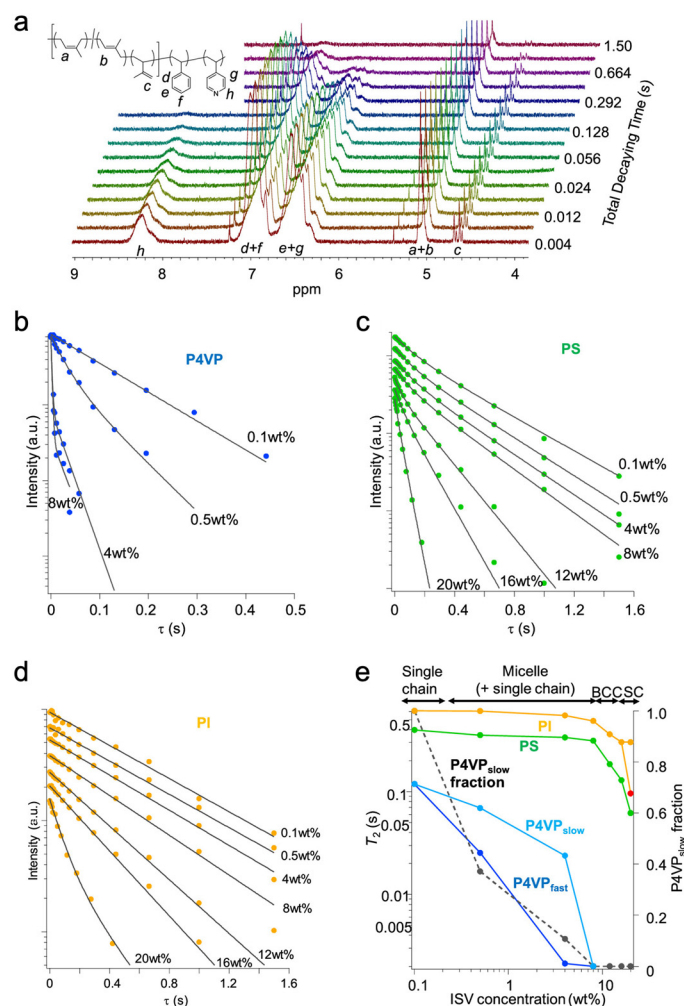 a
a
b
c
d
e
f
g
h
N
1.50
0.664
0.292
0.128
0.056
0.024
0.012
0.004
Total Decaying Time (s)
h
d+f
e+g
a+b
c
9
8
7
6
5
4
ppm
b
P4VP
Intensity (a.u.)
0.1wt%
0.5wt%
8wt%
4wt%
0
0.1
0.2
0.3
0.4
0.5
τ (s)
c
PS
Intensity (a.u.)
0.1wt%
0.5wt%
4wt%
8wt%
12wt%
16wt%
20wt%
0
0.4
0.8
1.2
1.6
τ (s)
d
PI
Intensity (a.u.)
0.1wt%
0.5wt%
4wt%
8wt%
12wt%
16wt%
20wt%
0
0.3
0.6
0.9
1.2
1.5
τ (s)
e
Single
chain
Micelle
(+ single chain)
BCC
SC
PI
PS
P4VPslow
fraction
P4VPslow
P4VPfast
0.5
0.1
0.05
0.01
0.005
T2 (s)
1.0
0.8
0.6
0.4
0.2
0
P4VPslow fraction
0.1
1
10
ISV concentration (wt%)